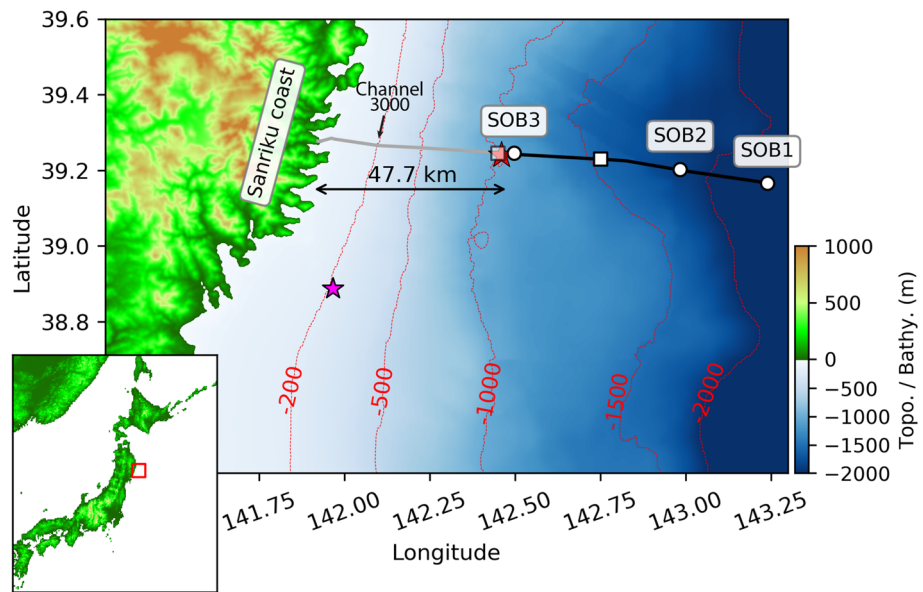 39.6
39.4
39.2
39.0
38.8
Latitude
Sanriku coast
Channel
3000
SOB3
SOB2
SOB1
47.7 km
-200
-500
-1000
-1500
-2000
141.75
142.00
142.25
142.50
142.75
143.00
143.25
Longitude
1000
500
0
−500
−1000
−1500
−2000
Topo. / Bathy. (m)